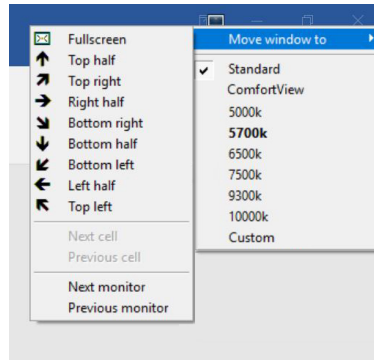 Fullscreen
Top half
Top right
Right half
Bottom right
Bottom half
Bottom left
Left half
Top left
Next cell
Previous cell
Next monitor
Previous monitor
Move window to
Standard
ComfortView
5000k
5700k
6500k
7500k
9300k
10000k
Custom